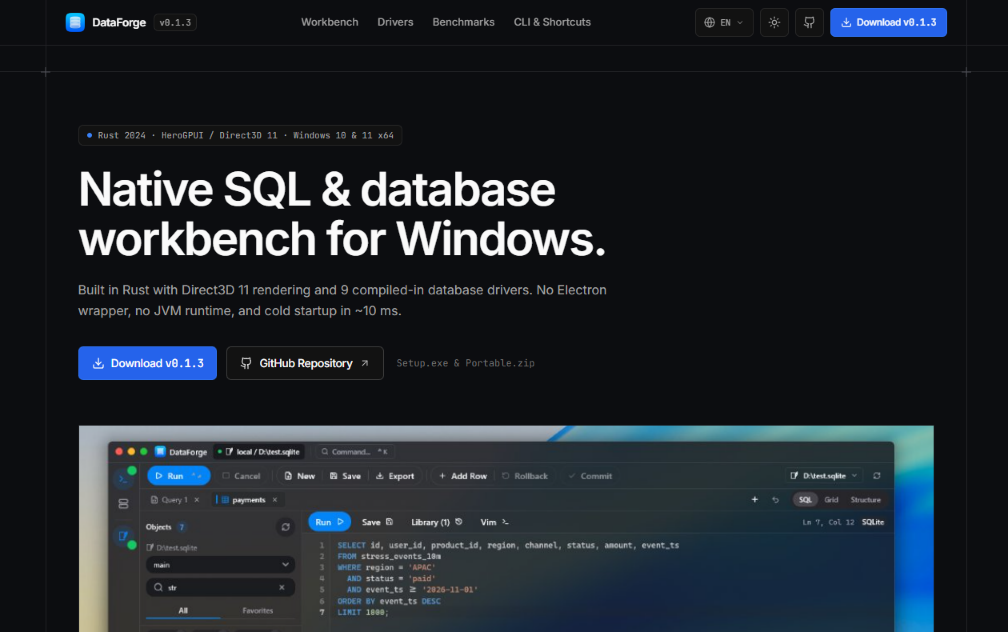 DataForge v0.1.3 Workbench Drivers Benchmarks CLI & Shortcuts EN Download v0.1.3
Rust 2024 · HeroGPUI / Direct3D 11 · Windows 10 & 11 x64
Native SQL & database
workbench for Windows.
Built in Rust with Direct3D 11 rendering and 9 compiled-in database drivers. No Electron
wrapper, no JVM runtime, and cold startup in ~10 ms.
Download v0.1.3 GitHub Repository Setup.exe & Portable.zip
DataForge local / D:\test.sqlite Command... ^K
Run Cancel New Save Export + Add Row Rollback Commit D:\test.sqlite
Query 1 × payments × + SQL Grid Structure
Objects 7 Run Save Library (1) Vim Ln 7, Col 12 SQLite
D:\test.sqlite
main
str ×
All Favorites
1 SELECT id, user_id, product_id, region, channel, status, amount, event_ts
2 FROM stress_events_10m
3 WHERE region = 'APAC'
4 AND status = 'paid'
5 AND event_ts ≥ '2026-11-01'
6 ORDER BY event_ts DESC
7 LIMIT 1000;